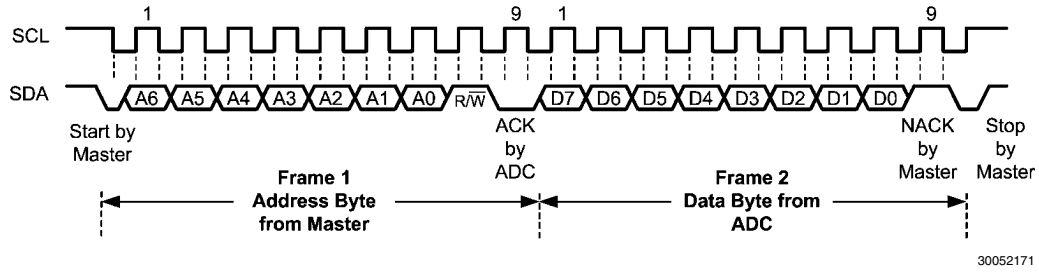 1 9 1 9
SCL
SDA A6 A5 A4 A3 A2 A1 A0 R/W D7 D6 D5 D4 D3 D2 D1 D0
Start by
Master
ACK
by
ADC
NACK
by
Master
Stop
by
Master
Frame 1
Address Byte
from Master
Frame 2
Data Byte from
ADC
30052171